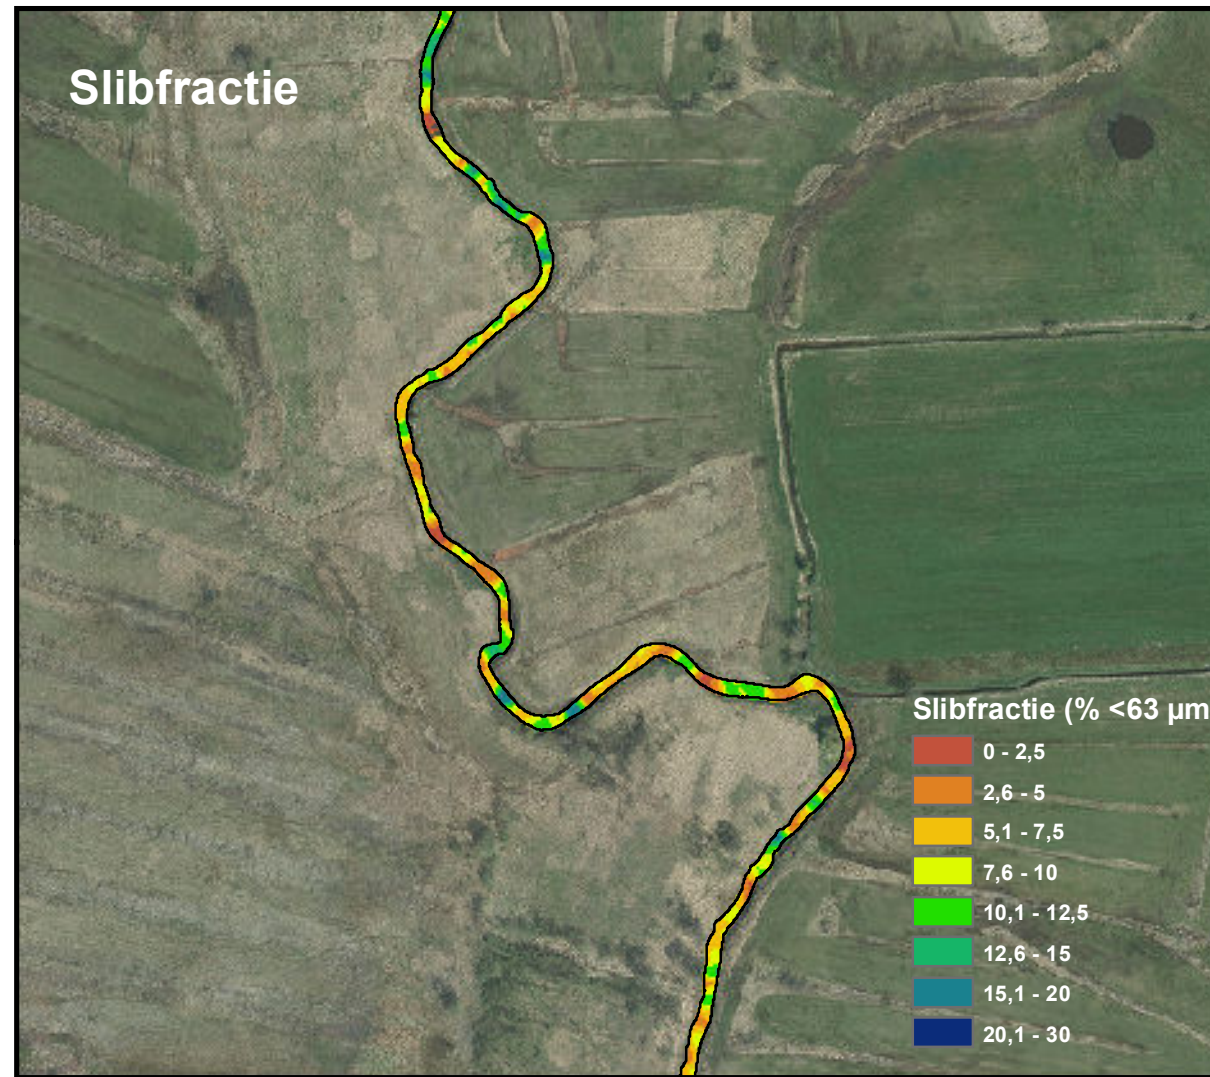 Slibfractie
Slibfractie (% <63 µm
0 - 2,5
2,6 - 5
5,1 - 7,5
7,6 - 10
10,1 - 12,5
12,6 - 15
15,1 - 20
20,1 - 30